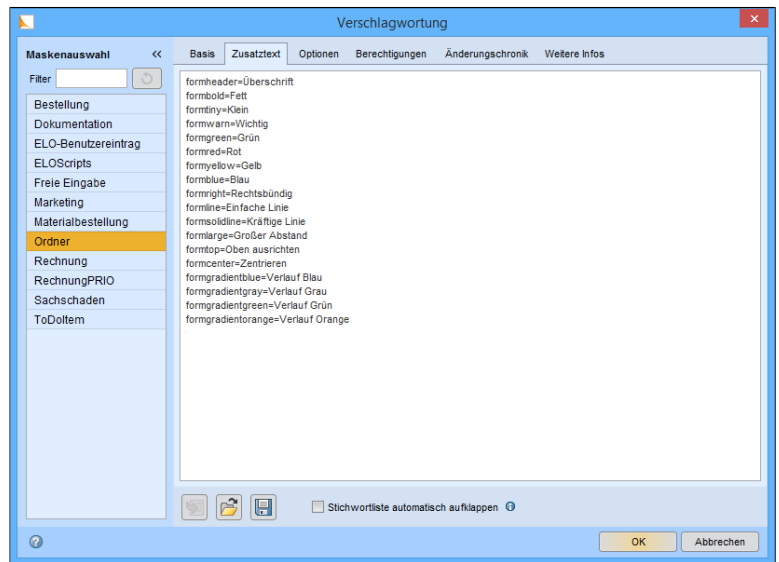 Verschlagwortung
Maskenauswahl <<
Filter
Bestellung
Dokumentation
ELO-Benutzereintrag
ELOScripts
Freie Eingabe
Marketing
Materialbestellung
Ordner
Rechnung
RechnungPRIO
Sachschaden
ToDoItem
Basis Zusatztext Optionen Berechtigungen Änderungschronik Weitere Infos
formheader=Überschrift
formbold=Fett
formtiny=Klein
formwarn=Wichtig
formgreen=Grün
formred=Rot
formyellow=Gelb
formblue=Blau
formright=Rechtsbündig
formline=Einfache Linie
formsolidline=Kräftige Linie
formlarge=Großer Abstand
formtop=Oben ausrichten
formcenter=Zentrieren
formgradientblue=Verlauf Blau
formgradientgray=Verlauf Grau
formgradientgreen=Verlauf Grün
formgradientorange=Verlauf Orange
Stichwortliste automatisch aufklappen
OK Abbrechen